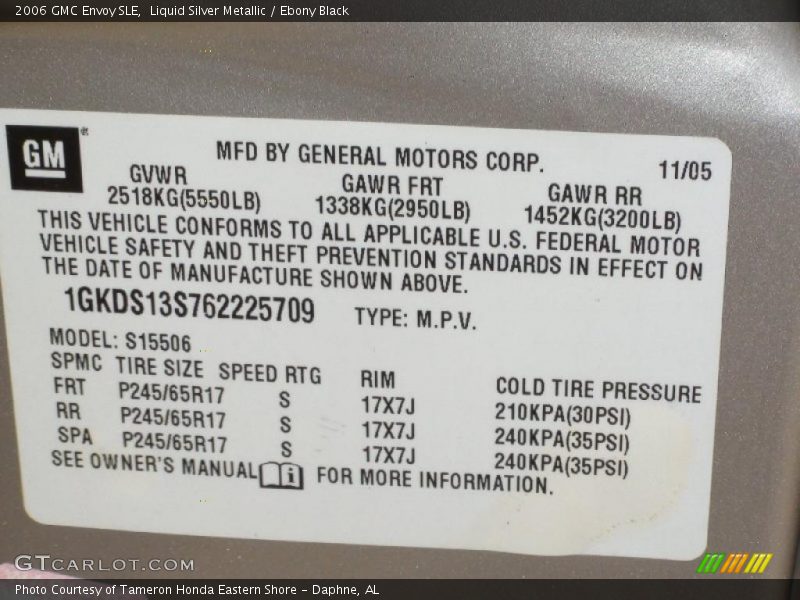 2006 GMC Envoy SLE, Liquid Silver Metallic / Ebony Black
GM®
MFD BY GENERAL MOTORS CORP.
11/05
GVWR GAWR FRT GAWR RR
2518KG(5550LB) 1338KG(2950LB) 1452KG(3200LB)
THIS VEHICLE CONFORMS TO ALL APPLICABLE U.S. FEDERAL MOTOR
VEHICLE SAFETY AND THEFT PREVENTION STANDARDS IN EFFECT ON
THE DATE OF MANUFACTURE SHOWN ABOVE.
1GKDS13S762225709 TYPE: M.P.V.
MODEL: S15506
SPMC TIRE SIZE SPEED RTG RIM COLD TIRE PRESSURE
FRT P245/65R17 S 17X7J 210KPA(30PSI)
RR P245/65R17 S 17X7J 240KPA(35PSI)
SPA P245/65R17 S 17X7J 240KPA(35PSI)
SEE OWNER'S MANUAL i FOR MORE INFORMATION.
GTCARLOT.COM
Photo Courtesy of Tameron Honda Eastern Shore - Daphne, AL